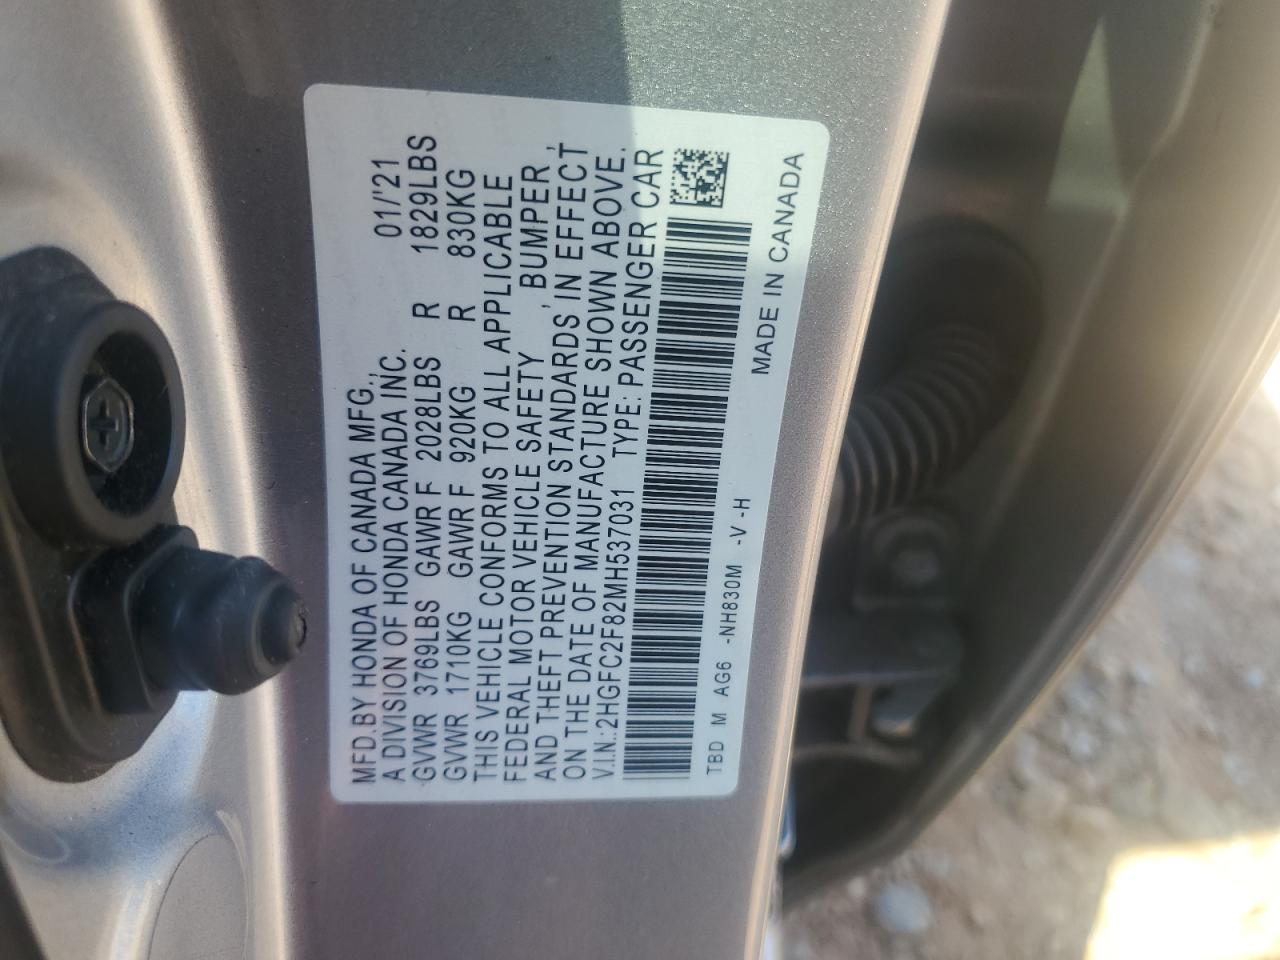 MFD.BY HONDA OF CANADA MFG., 01/'21
A DIVISION OF HONDA CANADA INC.
GVWR 3769LBS GAWR F 2028LBS R 1829LBS
GVWR 1710KG GAWR F 920KG R 830KG
THIS VEHICLE CONFORMS TO ALL APPLICABLE
FEDERAL MOTOR VEHICLE SAFETY , BUMPER ,
AND THEFT PREVENTION STANDARDS IN EFFECT
ON THE DATE OF MANUFACTURE SHOWN ABOVE.
V.I.N.:2HGFC2F82MH537031 TYPE: PASSENGER CAR
TBD M AG6 -NH830M -V -H MADE IN CANADA